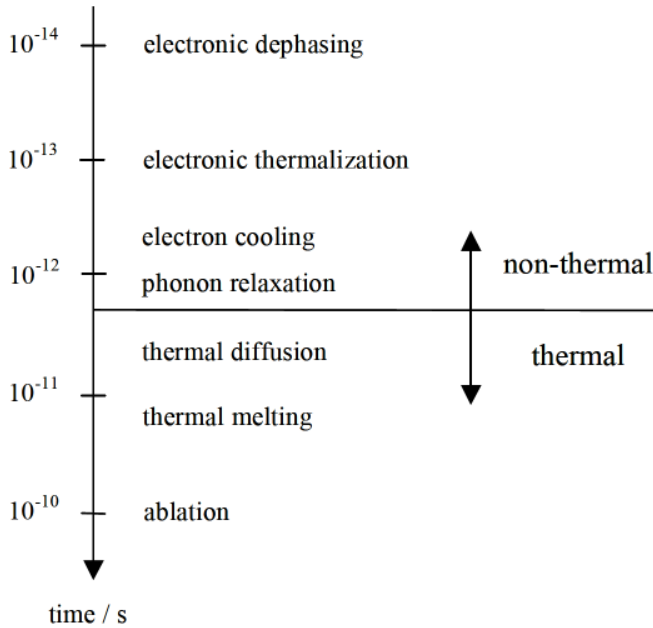 10⁻¹⁴ electronic dephasing
10⁻¹³ electronic thermalization
electron cooling
non-thermal
10⁻¹² phonon relaxation
thermal diffusion thermal
10⁻¹¹
thermal melting
10⁻¹⁰ ablation
time / s